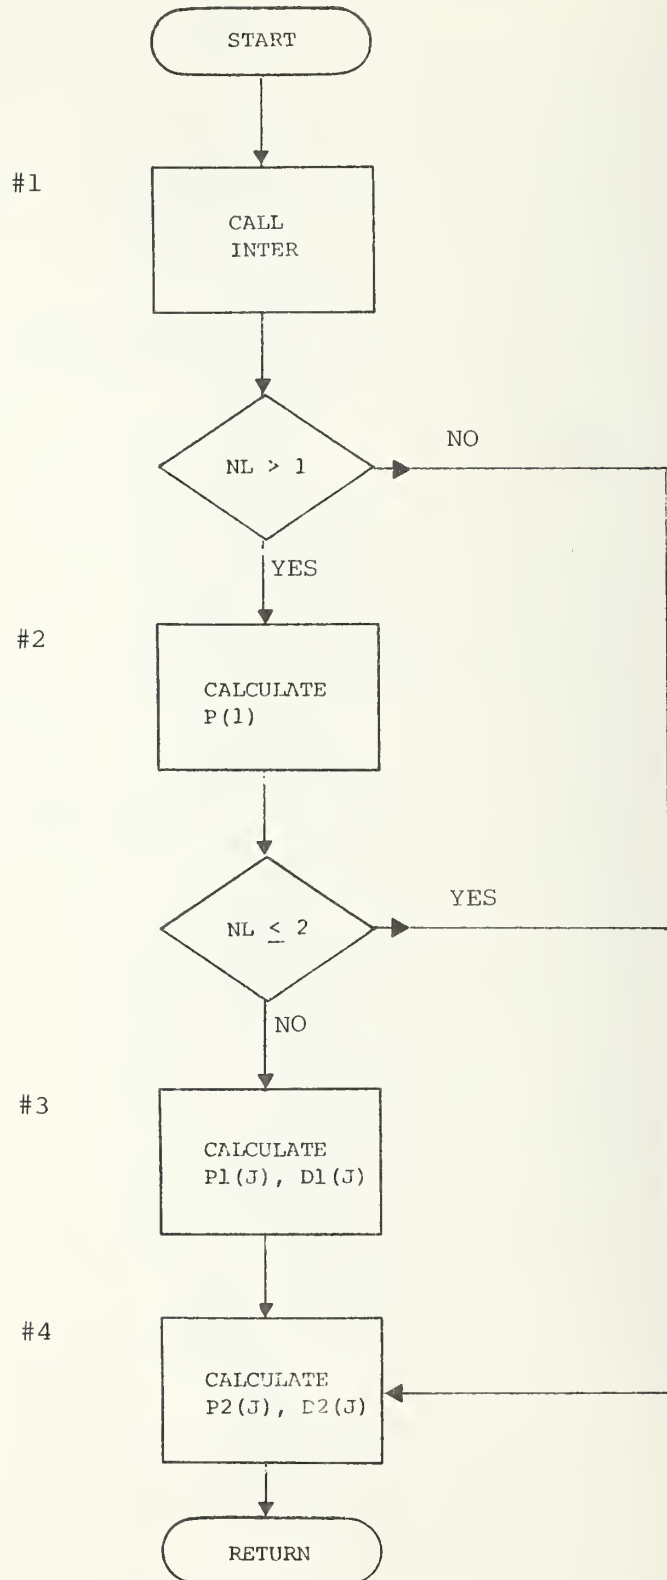 START
#1
CALL
INTER
NL > 1
NO
YES
#2
CALCULATE
P(1)
NL ≤ 2
YES
NO
#3
CALCULATE
P1(J), D1(J)
#4
CALCULATE
P2(J), D2(J)
RETURN